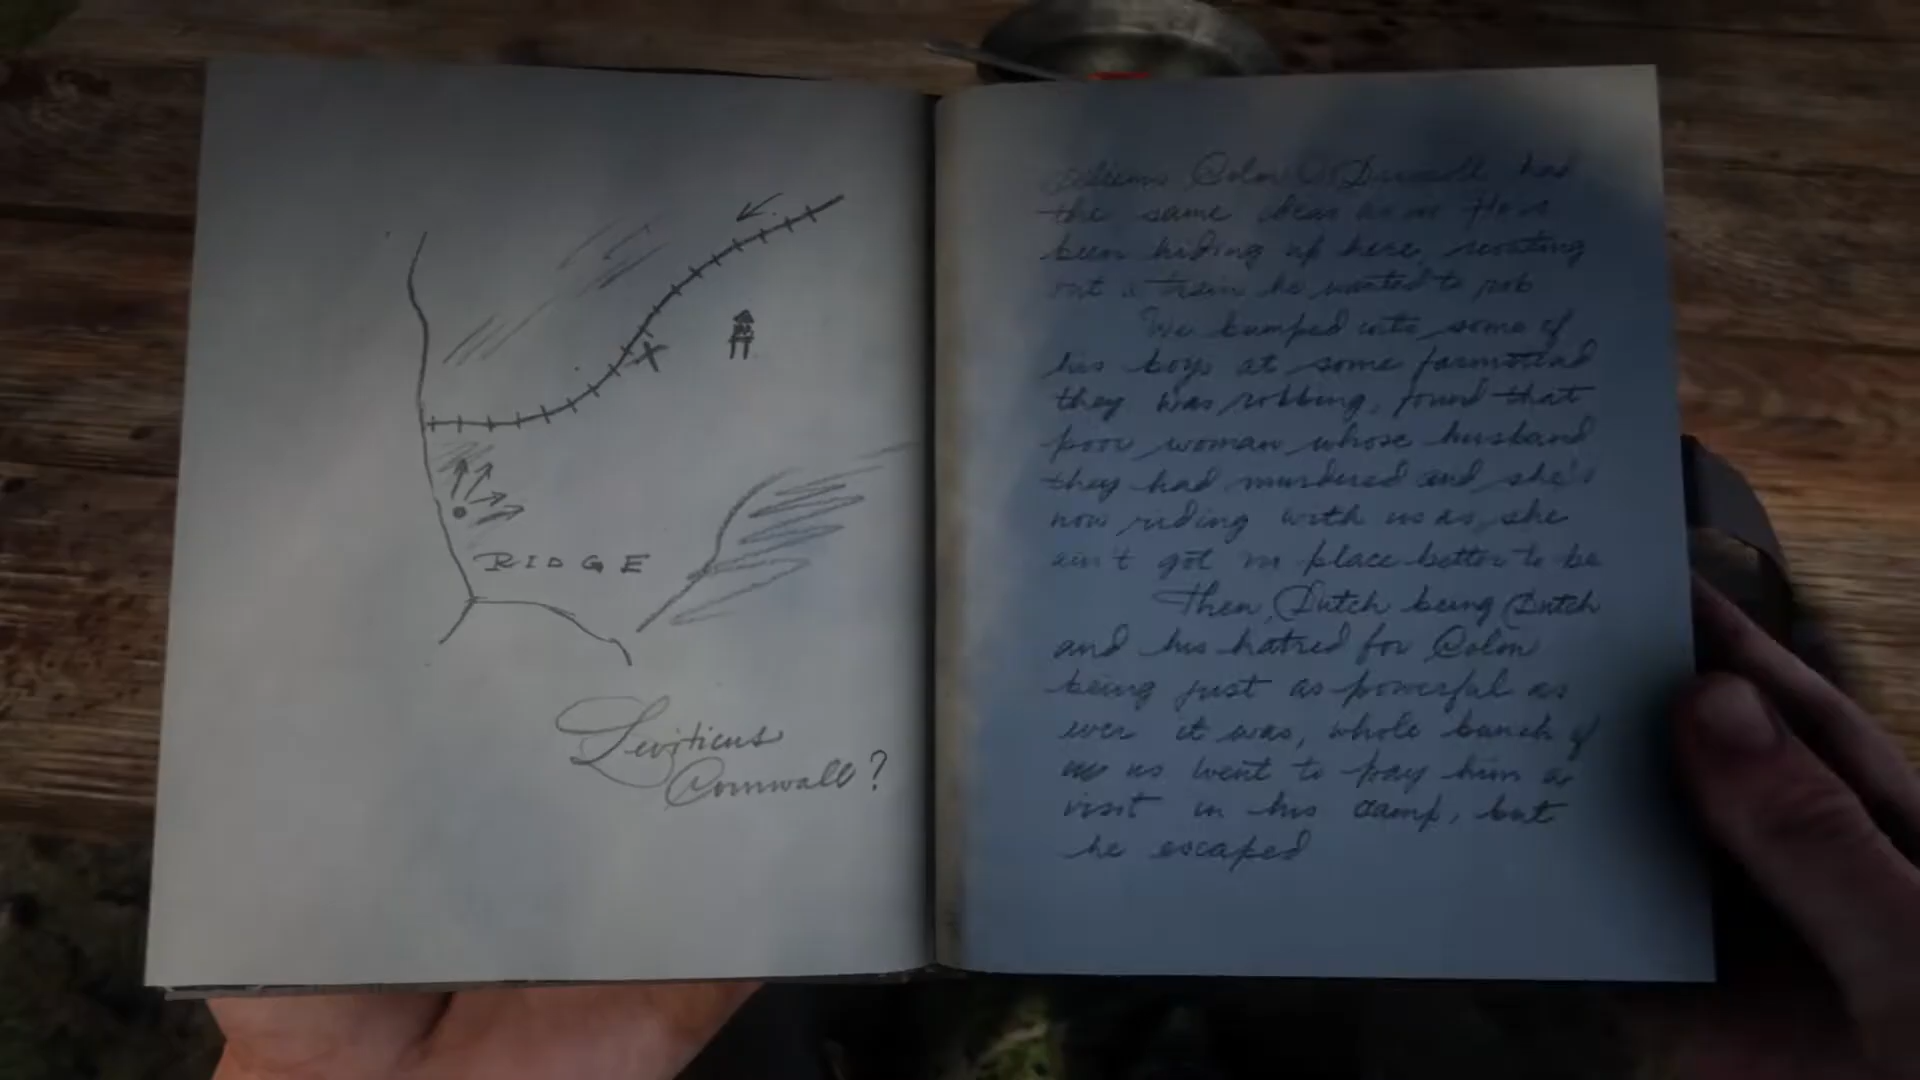 RIDGE
Leviticus
Cornwall?
Colm O'Driscoll has
the same ideas as me He's
been hiding up here, scouting
out a train he wanted to rob
We bumped into some of
his boys at some farmstead
they was robbing, found that
poor woman whose husband
they had murdered and she's
now riding with us as she
ain't got no place better to be
Then, Dutch being Dutch
and his hatred for Colm
being just as powerful as
ever it was, whole bunch of
us went to pay him a
visit in his camp, but
he escaped